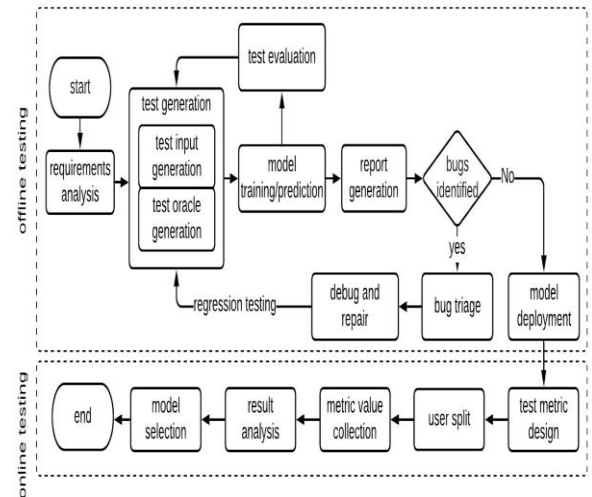 offline testing
start
requirements
analysis
test generation
test input
generation
test oracle
generation
test evaluation
model
training/prediction
report
generation
bugs
identified
No
yes
bug triage
debug and
repair
regression testing
model
deployment
online testing
test metric
design
user split
metric value
collection
result
analysis
model
selection
end